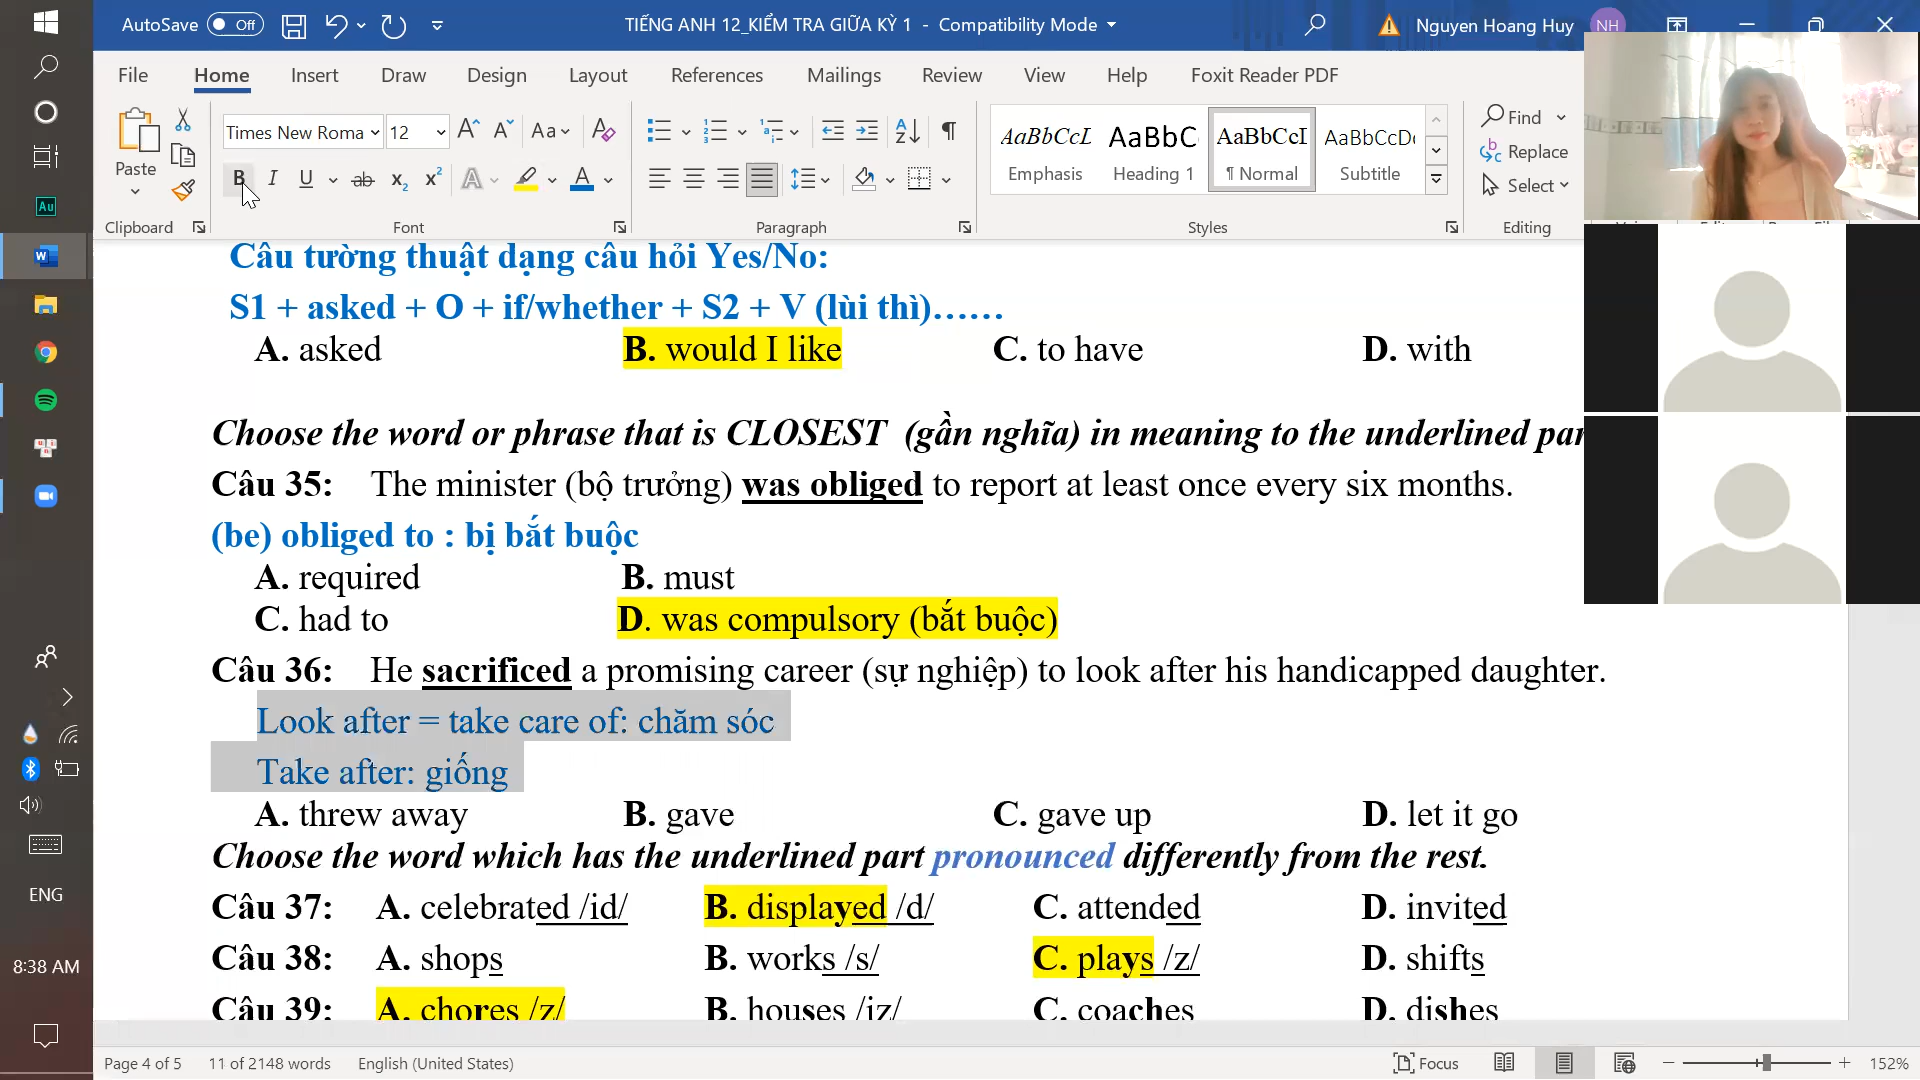 AutoSave Off TIẾNG ANH 12_KIỂM TRA GIỮA KỲ 1 - Compatibility Mode Nguyen Hoang Huy NH
File Home Insert Draw Design Layout References Mailings Review View Help Foxit Reader PDF
Paste
Clipboard
Times New Roma 12
Aa
B I U ab x₂ x² A A
Font
Paragraph
AaBbCcL AaBbC AaBbCcI AaBbCcD
Emphasis Heading 1 ¶ Normal Subtitle
Styles
Find
Replace
Select
Editing
Au
Câu tường thuật dạng câu hỏi Yes/No:
S1 + asked + O + if/whether + S2 + V (lùi thì)……
A. asked B. would I like C. to have D. with
Choose the word or phrase that is CLOSEST (gần nghĩa) in meaning to the underlined par
Câu 35: The minister (bộ trưởng) was obliged to report at least once every six months.
(be) obliged to : bị bắt buộc
A. required B. must
C. had to D. was compulsory (bắt buộc)
Câu 36: He sacrificed a promising career (sự nghiệp) to look after his handicapped daughter.
Look after = take care of: chăm sóc
Take after: giống
A. threw away B. gave C. gave up D. let it go
Choose the word which has the underlined part pronounced differently from the rest.
Câu 37: A. celebrated /id/ B. displayed /d/ C. attended D. invited
Câu 38: A. shops B. works /s/ C. plays /z/ D. shifts
Câu 39: A. chores /z/ B. houses /iz/ C. coaches D. dishes
ENG
8:38 AM
Page 4 of 5 11 of 2148 words English (United States) Focus 152%